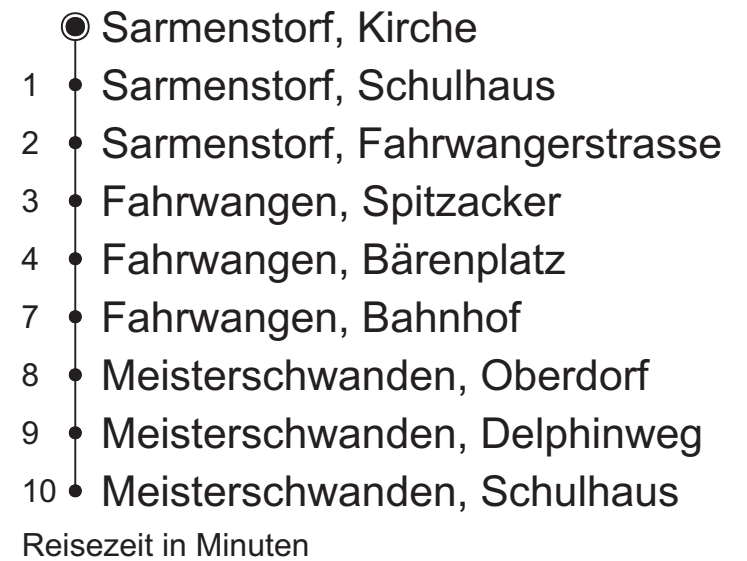 Sarmenstorf, Kirche
1 Sarmenstorf, Schulhaus
2 Sarmenstorf, Fahrwangerstrasse
3 Fahrwangen, Spitzacker
4 Fahrwangen, Bärenplatz
7 Fahrwangen, Bahnhof
8 Meisterschwanden, Oberdorf
9 Meisterschwanden, Delphinweg
10 Meisterschwanden, Schulhaus
Reisezeit in Minuten